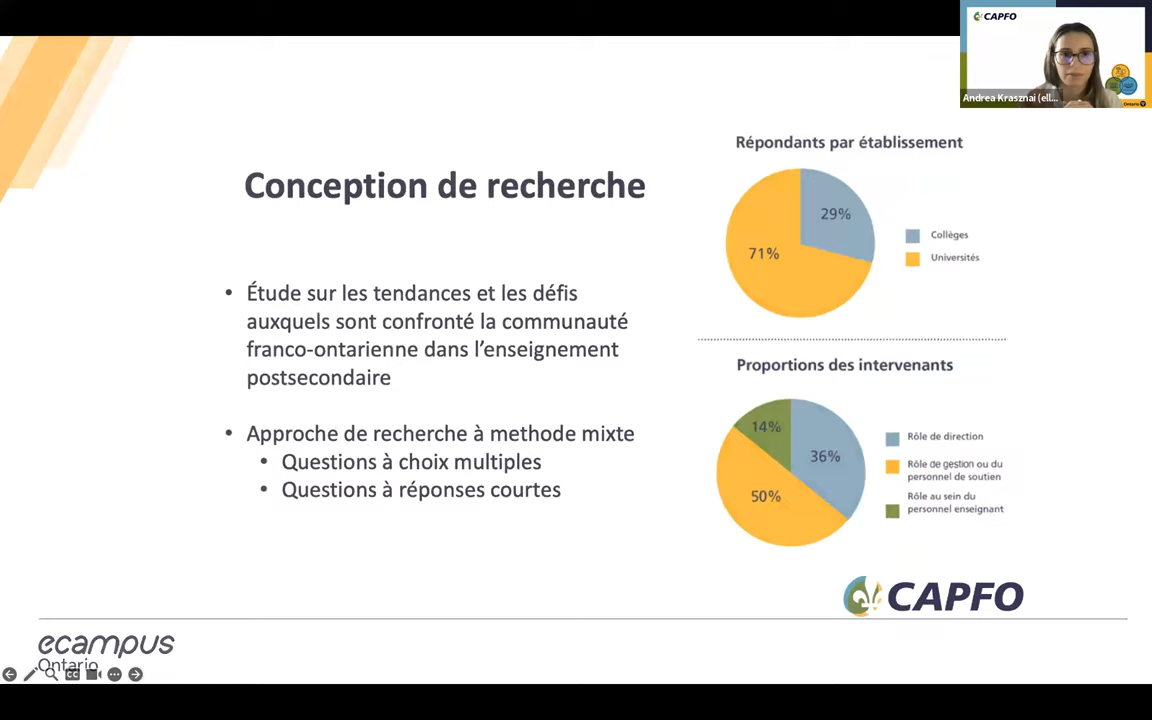 CAPFO
Andrea Krasznai (ell...
Ontario
Conception de recherche
• Étude sur les tendances et les défis
auxquels sont confronté la communauté
franco-ontarienne dans l’enseignement
postsecondaire
• Approche de recherche à methode mixte
• Questions à choix multiples
• Questions à réponses courtes
Répondants par établissement
29%
71%
Collèges
Universités
Proportions des intervenants
14%
36%
50%
Rôle de direction
Rôle de gestion ou du
personnel de soutien
Rôle au sein du
personnel enseignant
CAPFO
ecampus
Ontario
CC